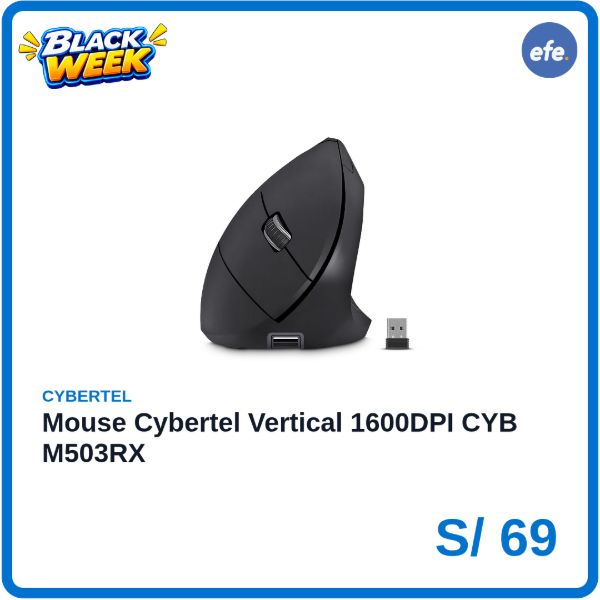 BLACK
WEEK
efe.
CYBERTEL
Mouse Cybertel Vertical 1600DPI CYB
M503RX
S/ 69